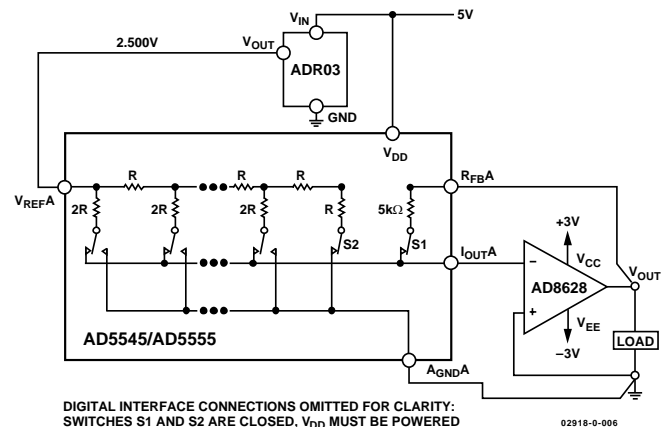 2.500V
V_OUT
V_IN
5V
ADR03
GND
V_DD
V_REFA
R
R
R
2R
2R
2R
R
5kΩ
S2
S1
R_FBA
I_OUTA
A_GNDA
AD5545/AD5555
+3V
V_CC
−
AD8628
+
V_EE
−3V
V_OUT
LOAD
DIGITAL INTERFACE CONNECTIONS OMITTED FOR CLARITY:
SWITCHES S1 AND S2 ARE CLOSED, V_DD MUST BE POWERED
02918-0-006